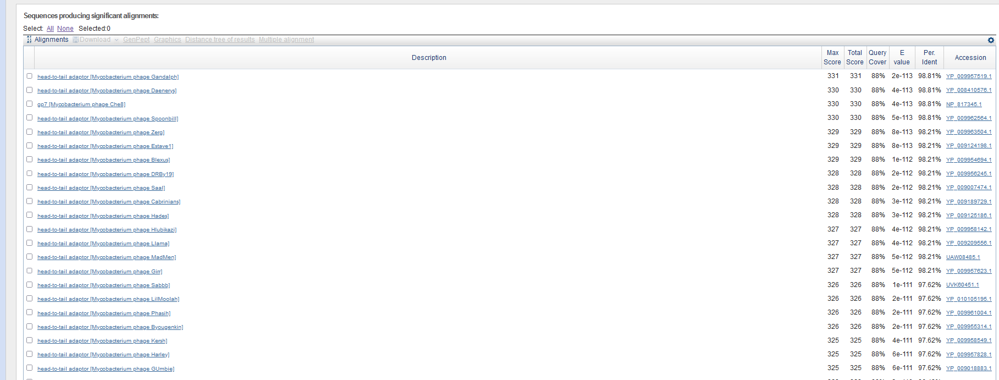 Sequences producing significant alignments:
Select: All None Selected:0
Alignments Download GenPept Graphics Distance tree of results Multiple alignment
Description Max Score Total Score Query Cover E value Per. Ident Accession
head-to-tail adaptor [Mycobacterium phage Gandalph] 331 331 88% 2e-113 98.81% YP_009957519.1
head-to-tail adaptor [Mycobacterium phage Daenerys] 330 330 88% 4e-113 98.81% YP_008410576.1
gp7 [Mycobacterium phage Che8] 330 330 88% 4e-113 98.81% NP_817345.1
head-to-tail adaptor [Mycobacterium phage Spoonbill] 330 330 88% 5e-113 98.81% YP_009962564.1
head-to-tail adaptor [Mycobacterium phage Zerg] 329 329 88% 8e-113 98.21% YP_009963504.1
head-to-tail adaptor [Mycobacterium phage Estave1] 329 329 88% 8e-113 98.21% YP_009124198.1
head-to-tail adaptor [Mycobacterium phage Blexus] 329 329 88% 1e-112 98.21% YP_009954694.1
head-to-tail adaptor [Mycobacterium phage DRBy19] 328 328 88% 2e-112 98.21% YP_009956245.1
head-to-tail adaptor [Mycobacterium phage Saal] 328 328 88% 2e-112 98.21% YP_009007474.1
head-to-tail adaptor [Mycobacterium phage Cabrinians] 328 328 88% 3e-112 98.21% YP_009189729.1
head-to-tail adaptor [Mycobacterium phage Hades] 328 328 88% 3e-112 98.21% YP_009125186.1
head-to-tail adaptor [Mycobacterium phage Hlubikazi] 327 327 88% 4e-112 98.21% YP_009958142.1
head-to-tail adaptor [Mycobacterium phage Llama] 327 327 88% 4e-112 98.21% YP_009209556.1
head-to-tail adaptor [Mycobacterium phage MadMen] 327 327 88% 5e-112 98.21% UAW08485.1
head-to-tail adaptor [Mycobacterium phage Girr] 327 327 88% 5e-112 98.21% YP_009957623.1
head-to-tail adaptor [Mycobacterium phage Sabbb] 326 326 88% 1e-111 97.62% UVK60451.1
head-to-tail adaptor [Mycobacterium phage LilMoolah] 326 326 88% 2e-111 97.62% YP_010105195.1
head-to-tail adaptor [Mycobacterium phage Phasih] 326 326 88% 2e-111 97.62% YP_009961004.1
head-to-tail adaptor [Mycobacterium phage Byougenkin] 326 326 88% 2e-111 97.62% YP_009955314.1
head-to-tail adaptor [Mycobacterium phage Kersh] 325 325 88% 4e-111 97.62% YP_009958549.1
head-to-tail adaptor [Mycobacterium phage Harley] 325 325 88% 6e-111 97.62% YP_009957828.1
head-to-tail adaptor [Mycobacterium phage GUmbie] 325 325 88% 6e-111 97.62% YP_009018883.1